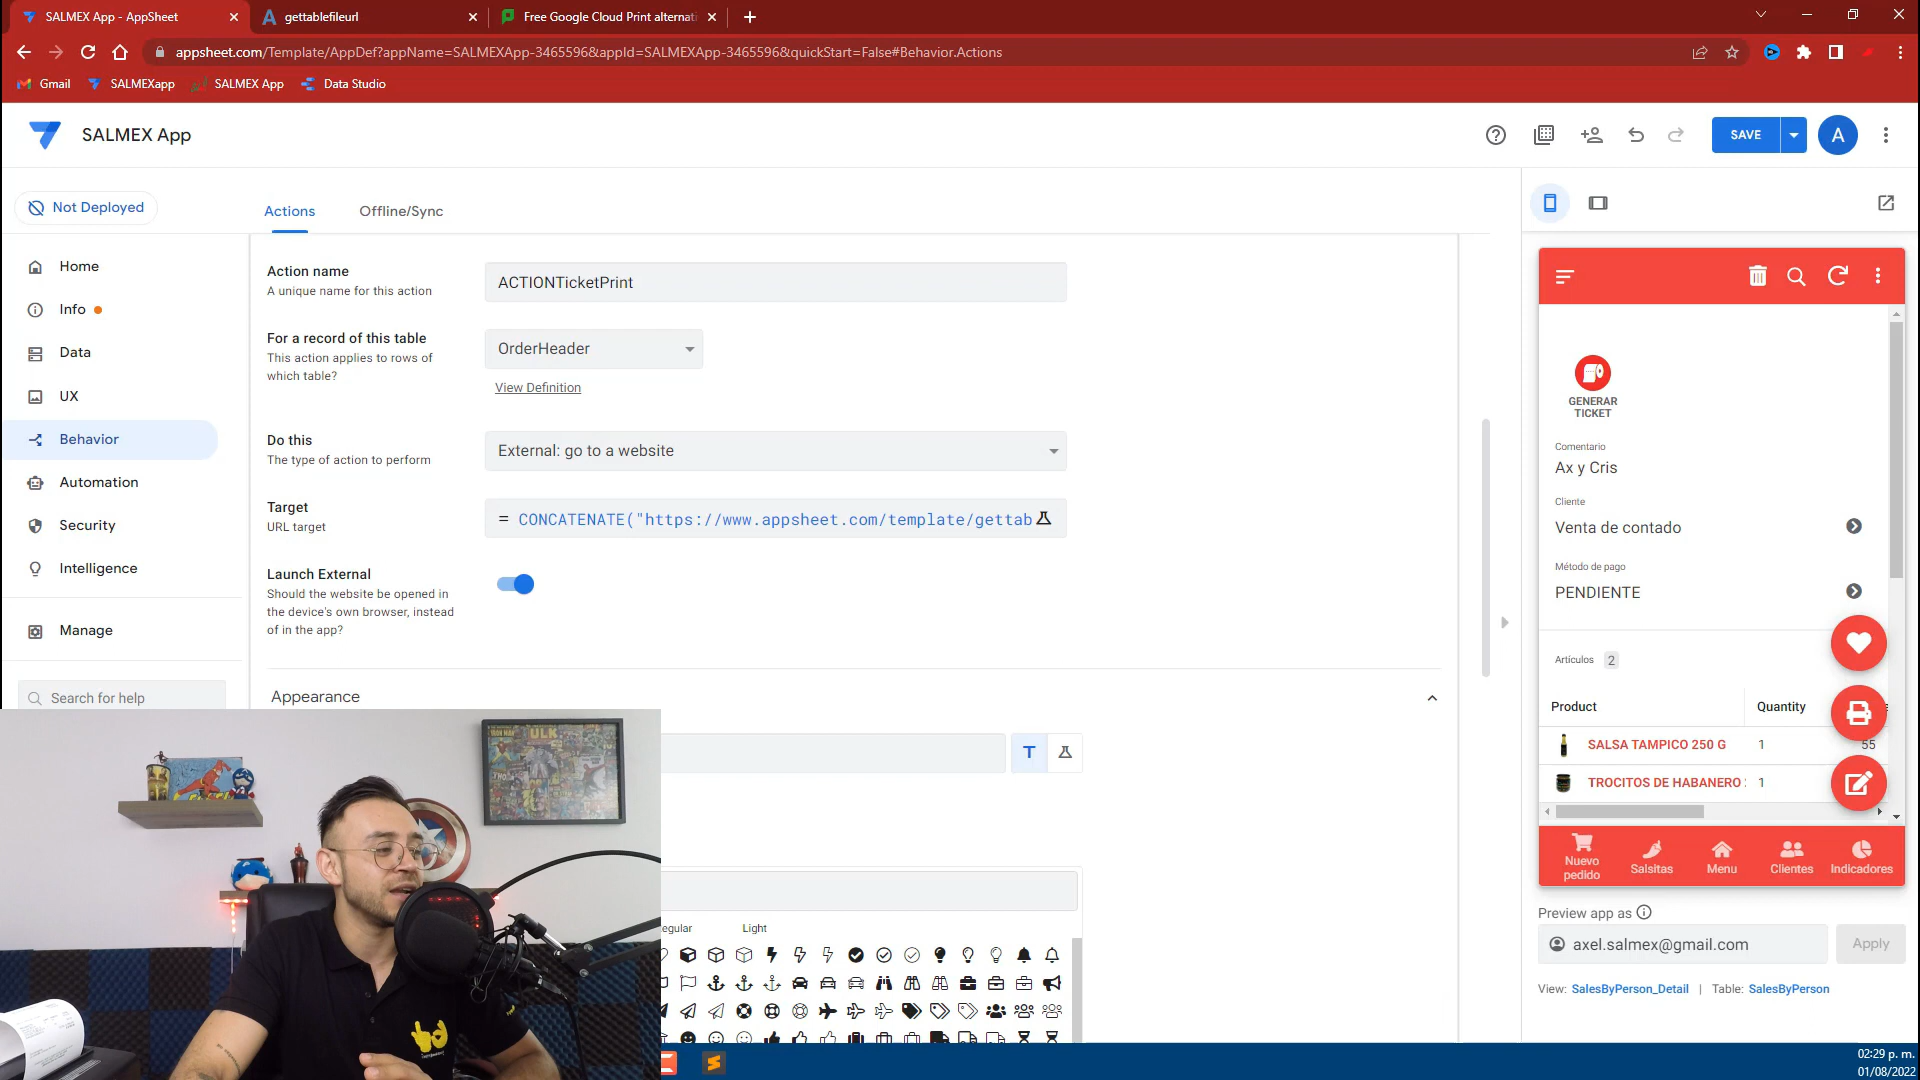 SALMEX App - AppSheet
gettablefileurl
Free Google Cloud Print alternati
appsheet.com/Template/AppDef?appName=SALMEXApp-3465596&appId=SALMEXApp-3465596&quickStart=False#Behavior.Actions
Gmail
SALMEXapp
SALMEX App
Data Studio
SALMEX App
SAVE
A
Not Deployed
Actions
Offline/Sync
Home
Info
Data
UX
Behavior
Automation
Security
Intelligence
Manage
Search for help
Action name
A unique name for this action
ACTIONTicketPrint
For a record of this table
This action applies to rows of
which table?
OrderHeader
View Definition
Do this
The type of action to perform
External: go to a website
Target
URL target
= CONCATENATE("https://www.appsheet.com/template/gettab
Launch External
Should the website be opened in
the device's own browser, instead
of in the app?
Appearance
T
egular
Light
GENERAR
TICKET
Comentario
Ax y Cris
Cliente
Venta de contado
Método de pago
PENDIENTE
Artículos 2
Product
Quantity
SALSA TAMPICO 250 G
1
55
TROCITOS DE HABANERO
1
Nuevo
pedido
Salsitas
Menu
Clientes
Indicadores
Preview app as
axel.salmex@gmail.com
Apply
View: SalesByPerson_Detail | Table: SalesByPerson
02:29 p. m.
01/08/2022
ULK